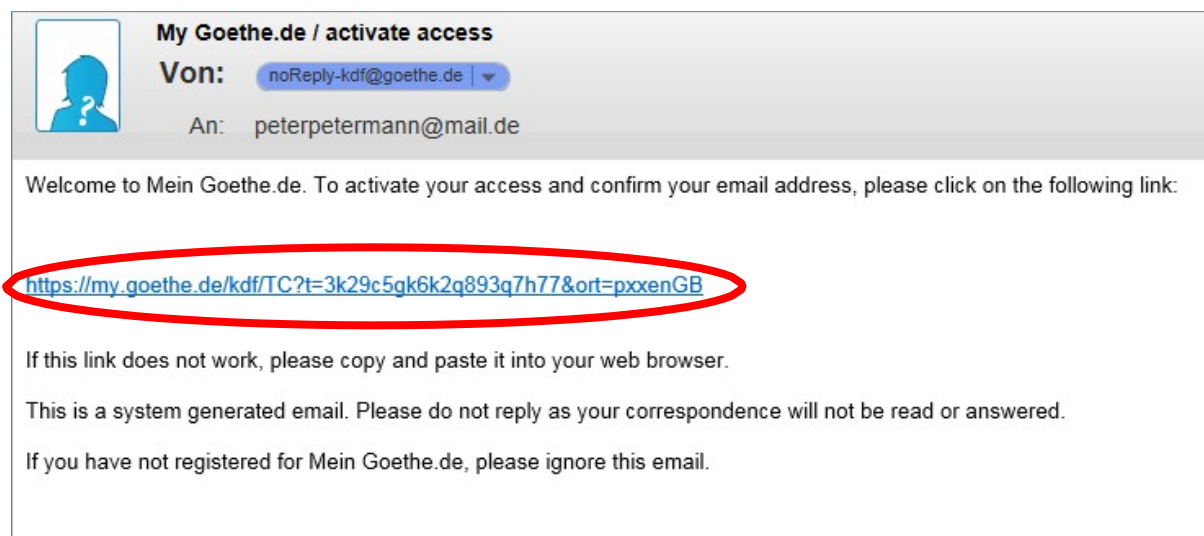 My Goethe.de / activate access
Von: noReply-kdf@goethe.de
An: peterpetermann@mail.de
Welcome to Mein Goethe.de. To activate your access and confirm your email address, please click on the following link:
https://my.goethe.de/kdf/TC?t=3k29c5gk6k2q893q7h77&ort=pxxenGB
If this link does not work, please copy and paste it into your web browser.
This is a system generated email. Please do not reply as your correspondence will not be read or answered.
If you have not registered for Mein Goethe.de, please ignore this email.